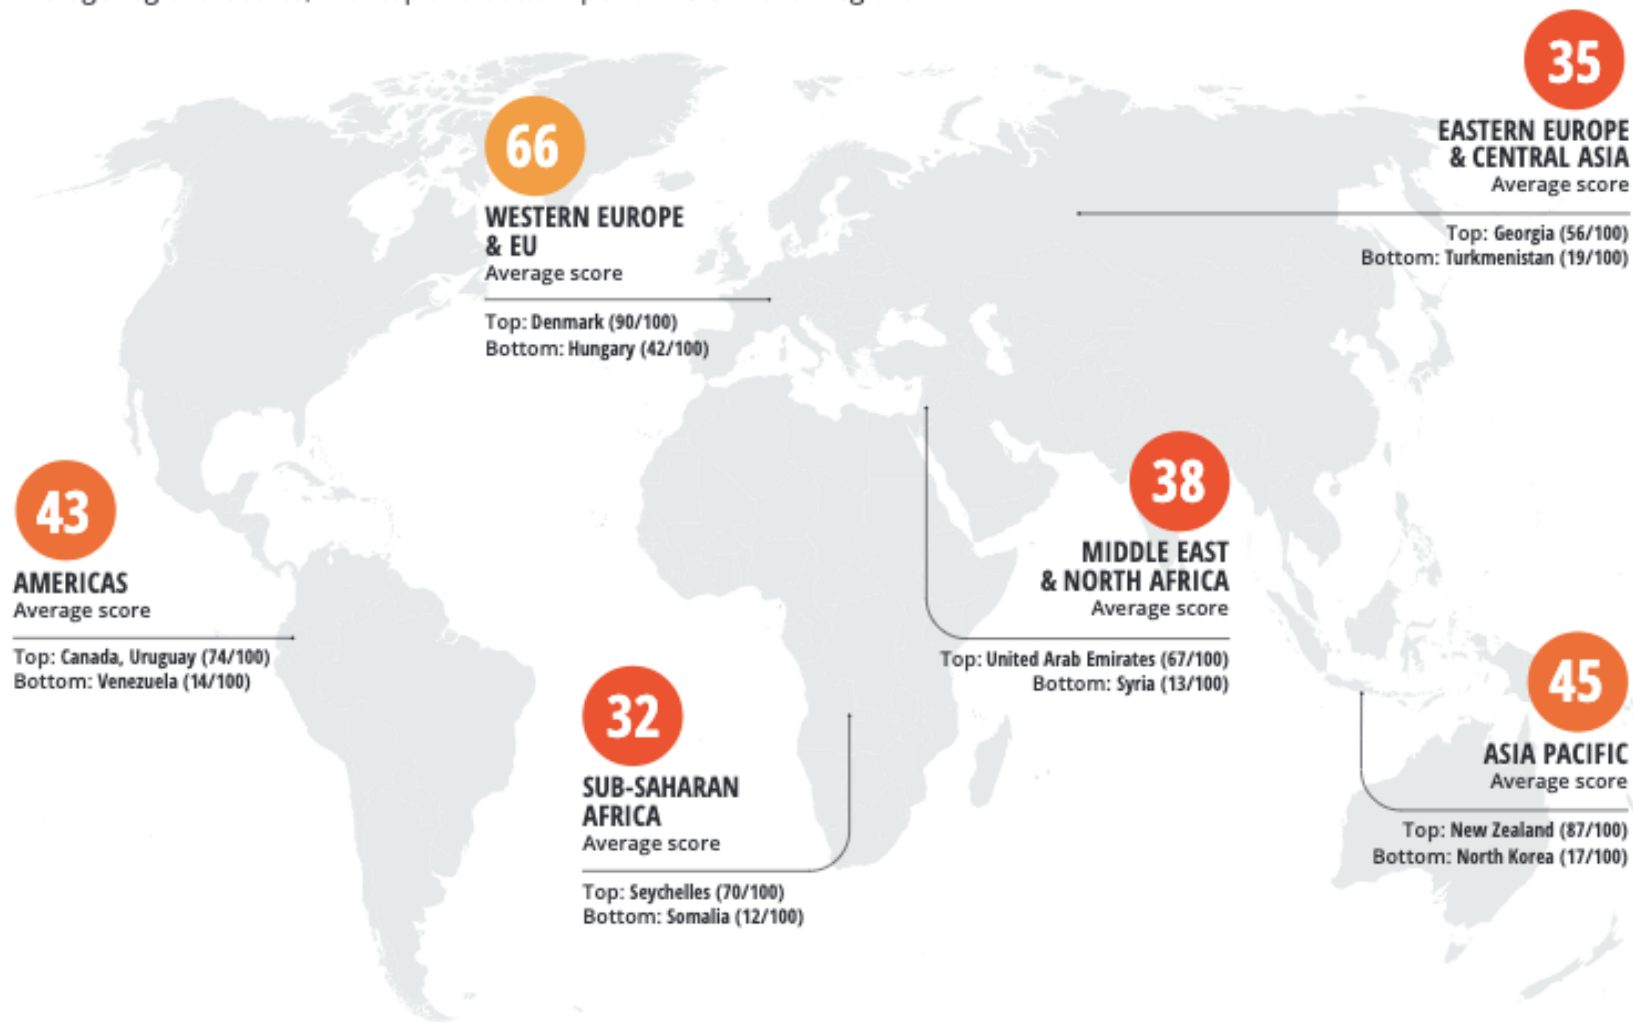 35
EASTERN EUROPE
& CENTRAL ASIA
Average score
Top: Georgia (56/100)
Bottom: Turkmenistan (19/100)
66
WESTERN EUROPE
& EU
Average score
Top: Denmark (90/100)
Bottom: Hungary (42/100)
43
AMERICAS
Average score
Top: Canada, Uruguay (74/100)
Bottom: Venezuela (14/100)
38
MIDDLE EAST
& NORTH AFRICA
Average score
Top: United Arab Emirates (67/100)
Bottom: Syria (13/100)
32
SUB-SAHARAN
AFRICA
Average score
Top: Seychelles (70/100)
Bottom: Somalia (12/100)
45
ASIA PACIFIC
Average score
Top: New Zealand (87/100)
Bottom: North Korea (17/100)